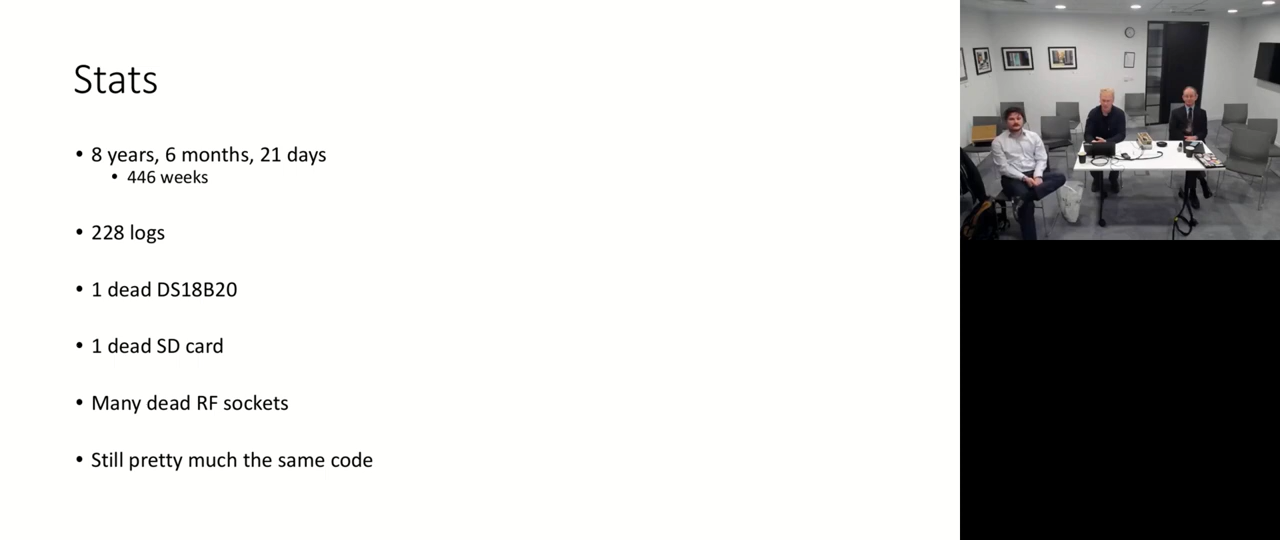 Stats
• 8 years, 6 months, 21 days
• 446 weeks
• 228 logs
• 1 dead DS18B20
• 1 dead SD card
• Many dead RF sockets
• Still pretty much the same code